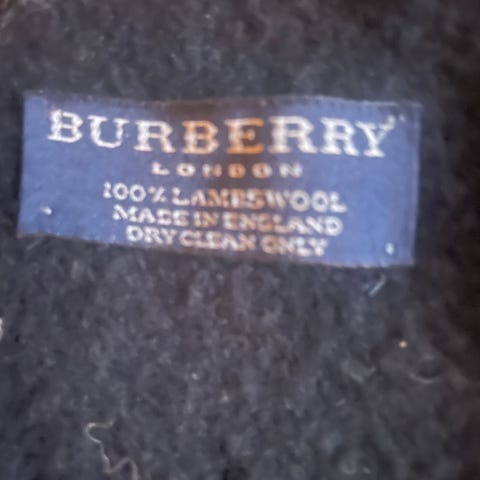 BURBERRY
LONDON
100% LAMBSWOOL
MADE IN ENGLAND
DRY CLEAN ONLY